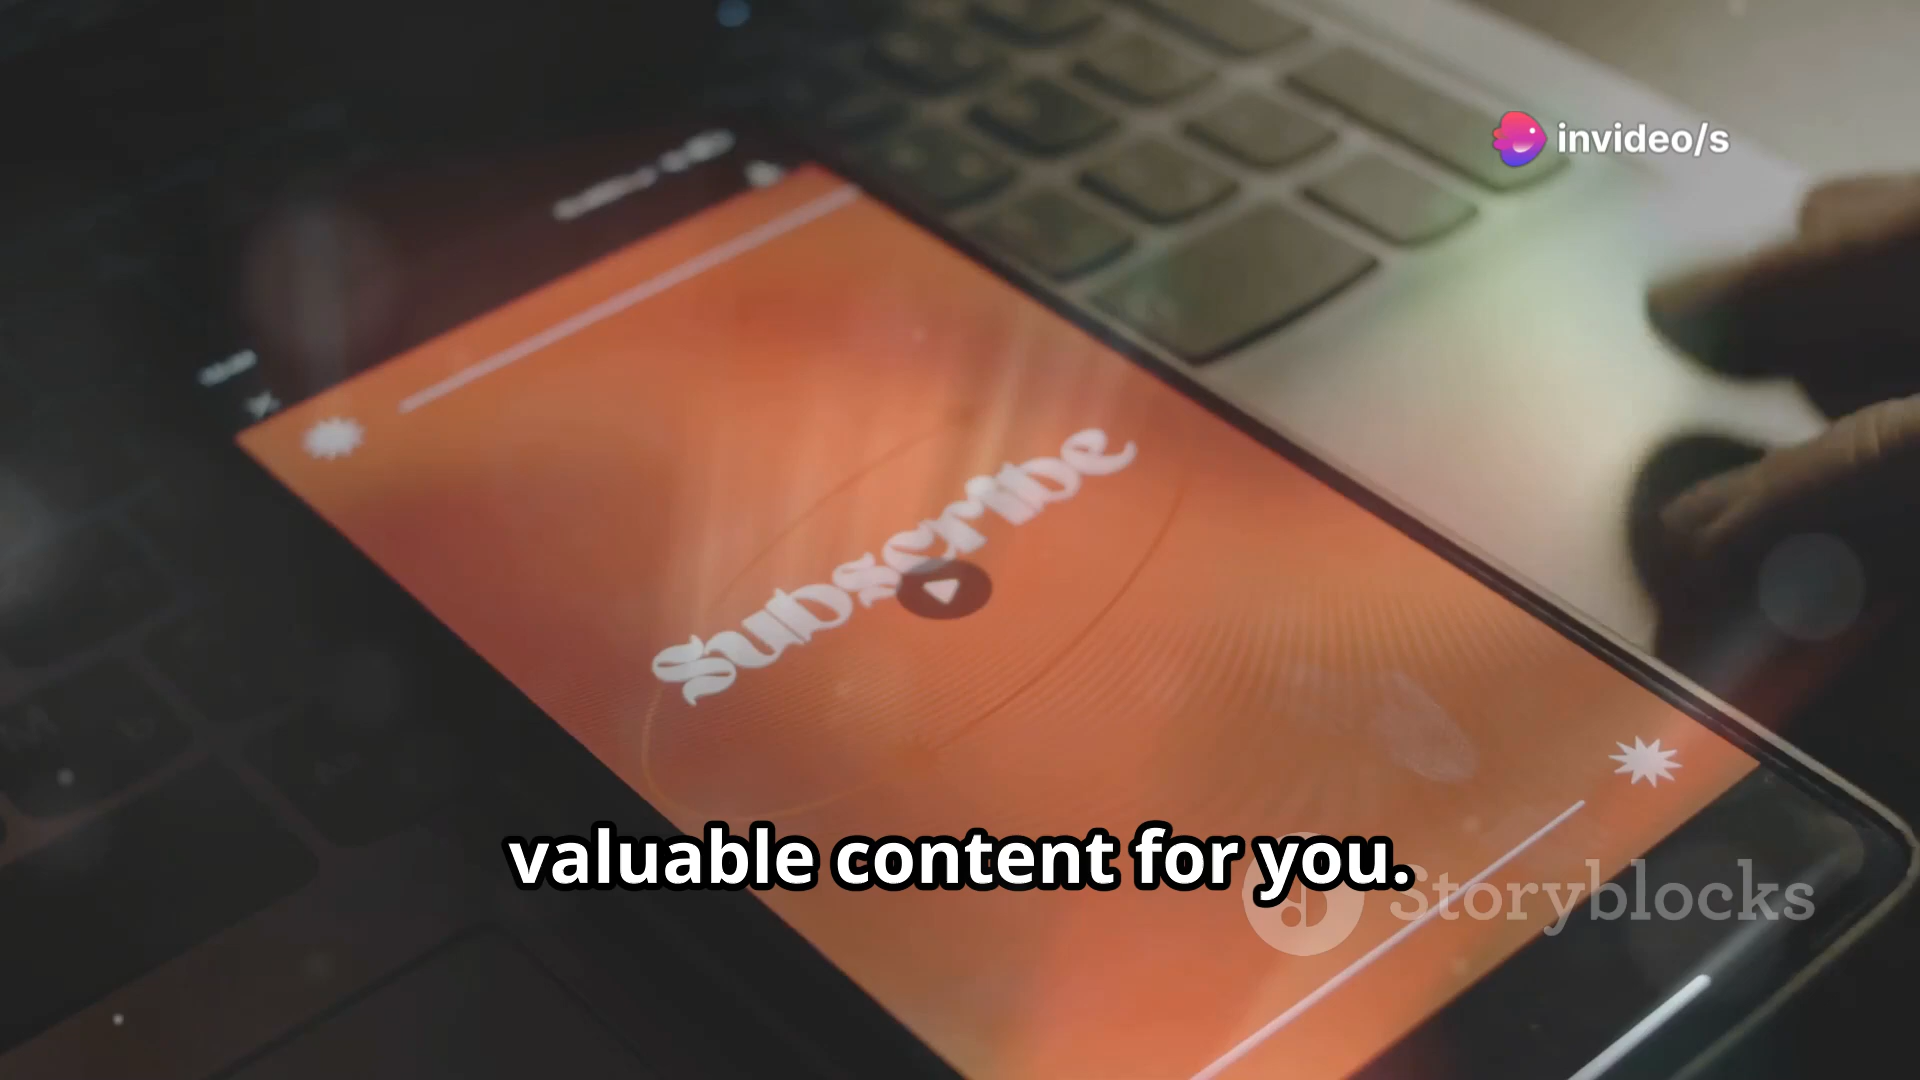 invideo/s
Subscribe
valuable content for you.
Storyblocks